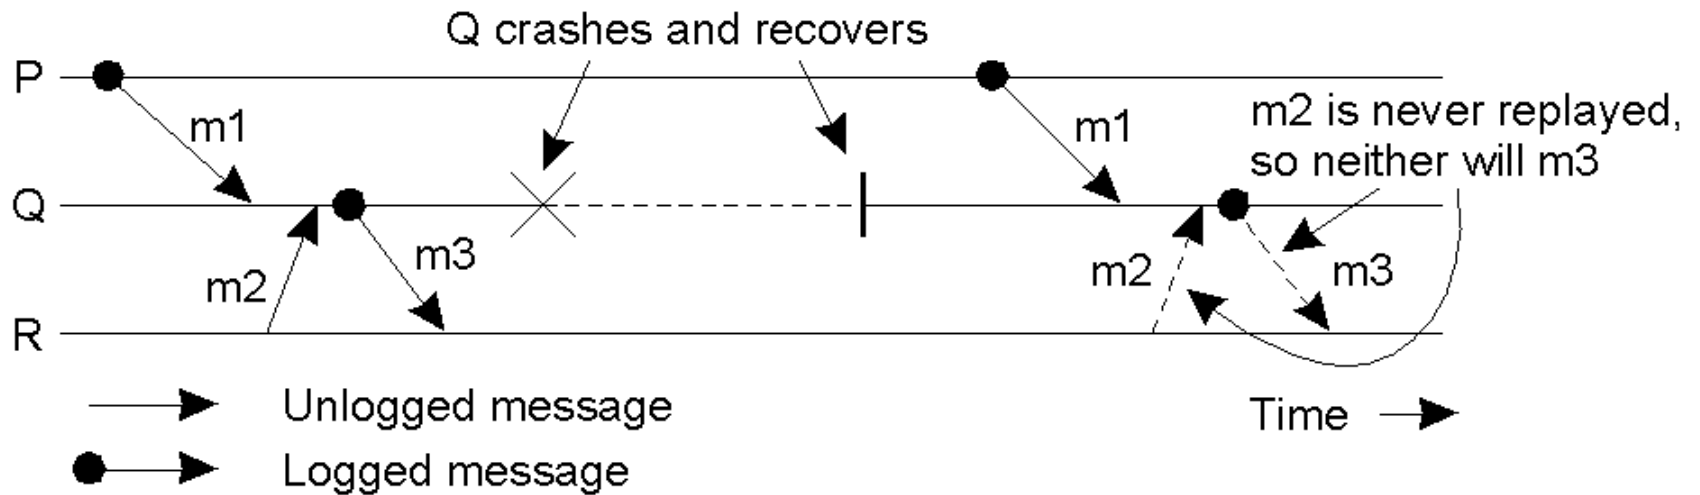 Q crashes and recovers
P
m1
m1
m2 is never replayed,
so neither will m3
Q
m2
m3
m2
m3
R
Unlogged message
Time
Logged message